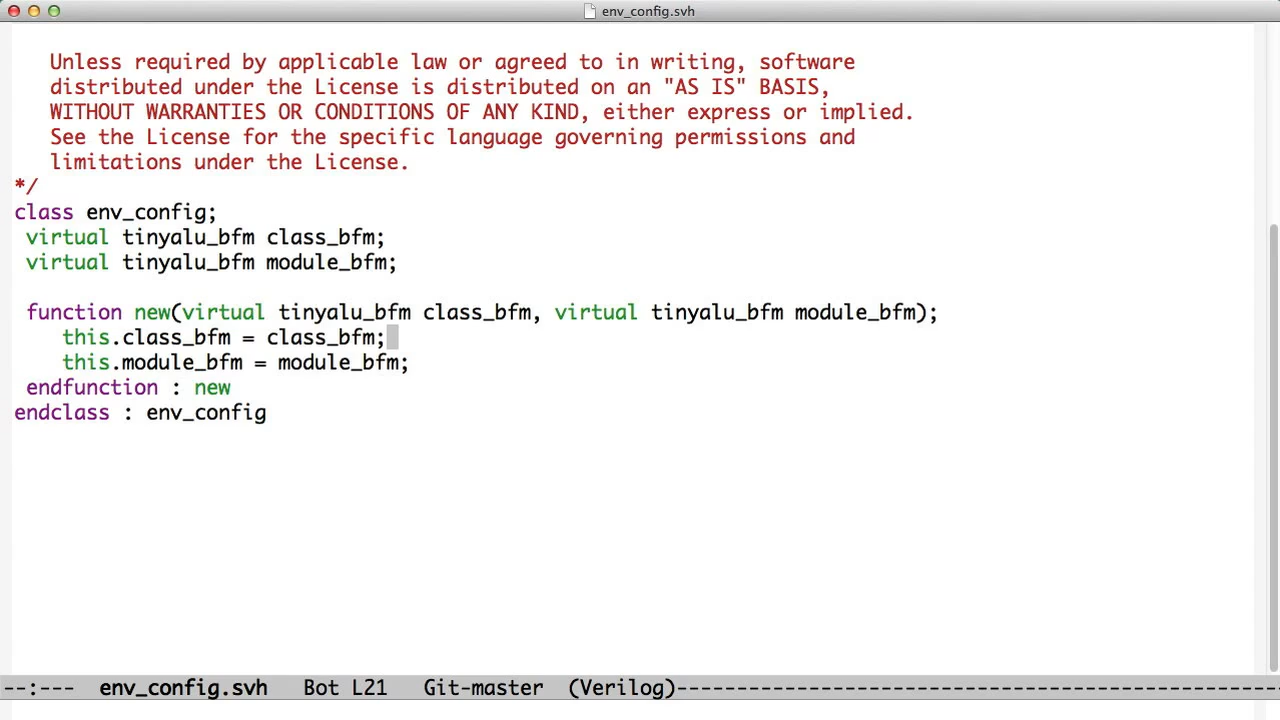 env_config.svh
Unless required by applicable law or agreed to in writing, software
distributed under the License is distributed on an "AS IS" BASIS,
WITHOUT WARRANTIES OR CONDITIONS OF ANY KIND, either express or implied.
See the License for the specific language governing permissions and
limitations under the License.
*/
class env_config;
virtual tinyalu_bfm class_bfm;
virtual tinyalu_bfm module_bfm;
function new(virtual tinyalu_bfm class_bfm, virtual tinyalu_bfm module_bfm);
this.class_bfm = class_bfm;
this.module_bfm = module_bfm;
endfunction : new
endclass : env_config
--:--- env_config.svh Bot L21 Git-master (Verilog)--------------------------------------------------